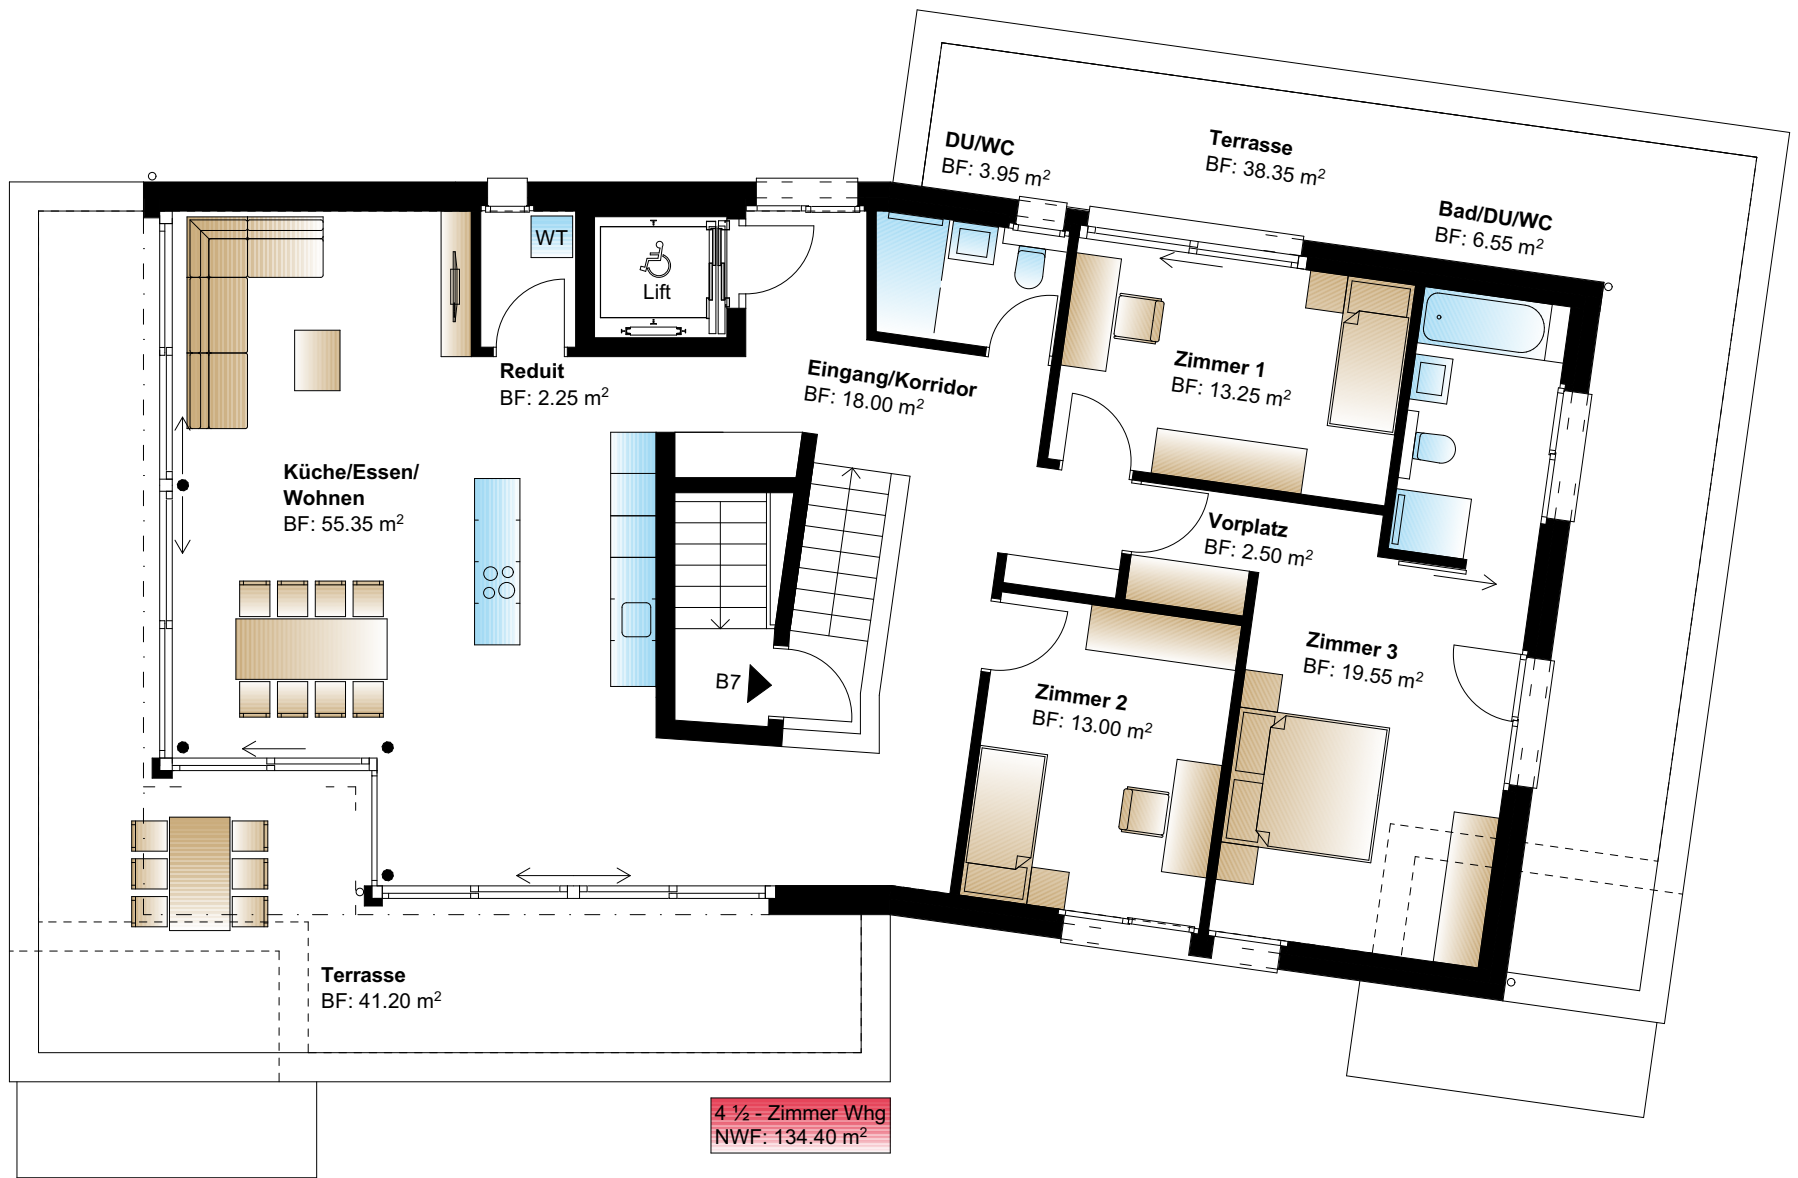 DU/WC
BF: 3.95 m²
Terrasse
BF: 38.35 m²
Bad/DU/WC
BF: 6.55 m²
WT
Lift
Reduit
BF: 2.25 m²
Eingang/Korridor
BF: 18.00 m²
Zimmer 1
BF: 13.25 m²
Küche/Essen/
Wohnen
BF: 55.35 m²
Vorplatz
BF: 2.50 m²
B7
Zimmer 2
BF: 13.00 m²
Zimmer 3
BF: 19.55 m²
Terrasse
BF: 41.20 m²
4 ½ - Zimmer Whg
NWF: 134.40 m²